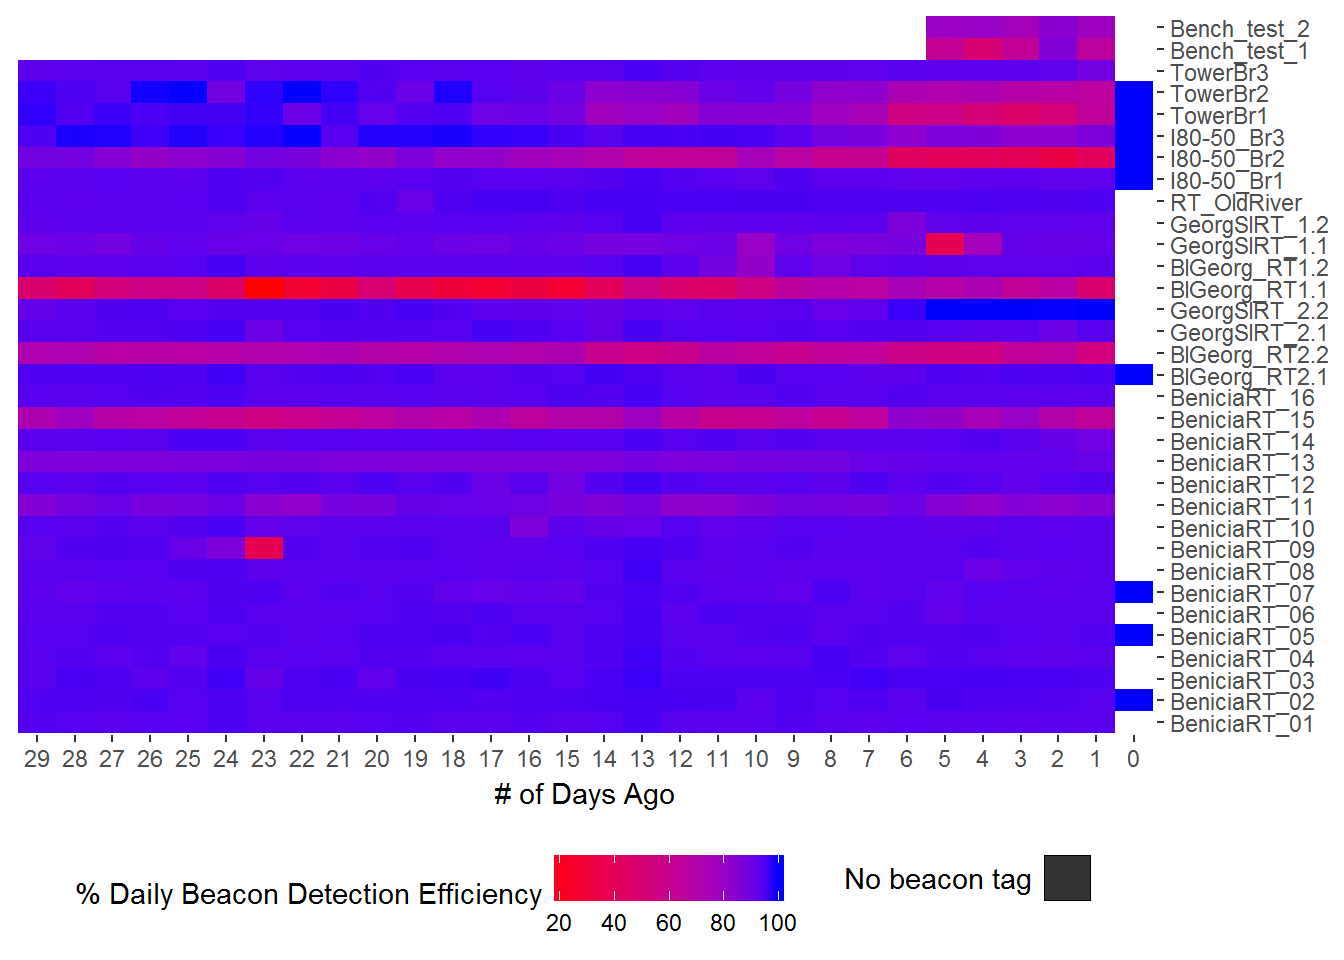 Bench_test_2
Bench_test_1
TowerBr3
TowerBr2
TowerBr1
I80-50_Br3
I80-50_Br2
I80-50_Br1
RT_OldRiver
GeorgSlRT_1.2
GeorgSlRT_1.1
BlGeorg_RT1.2
BlGeorg_RT1.1
GeorgSlRT_2.2
GeorgSlRT_2.1
BlGeorg_RT2.2
BlGeorg_RT2.1
BeniciaRT_16
BeniciaRT_15
BeniciaRT_14
BeniciaRT_13
BeniciaRT_12
BeniciaRT_11
BeniciaRT_10
BeniciaRT_09
BeniciaRT_08
BeniciaRT_07
BeniciaRT_06
BeniciaRT_05
BeniciaRT_04
BeniciaRT_03
BeniciaRT_02
BeniciaRT_01
29 28 27 26 25 24 23 22 21 20 19 18 17 16 15 14 13 12 11 10 9 8 7 6 5 4 3 2 1 0
# of Days Ago
% Daily Beacon Detection Efficiency
20 40 60 80 100
No beacon tag